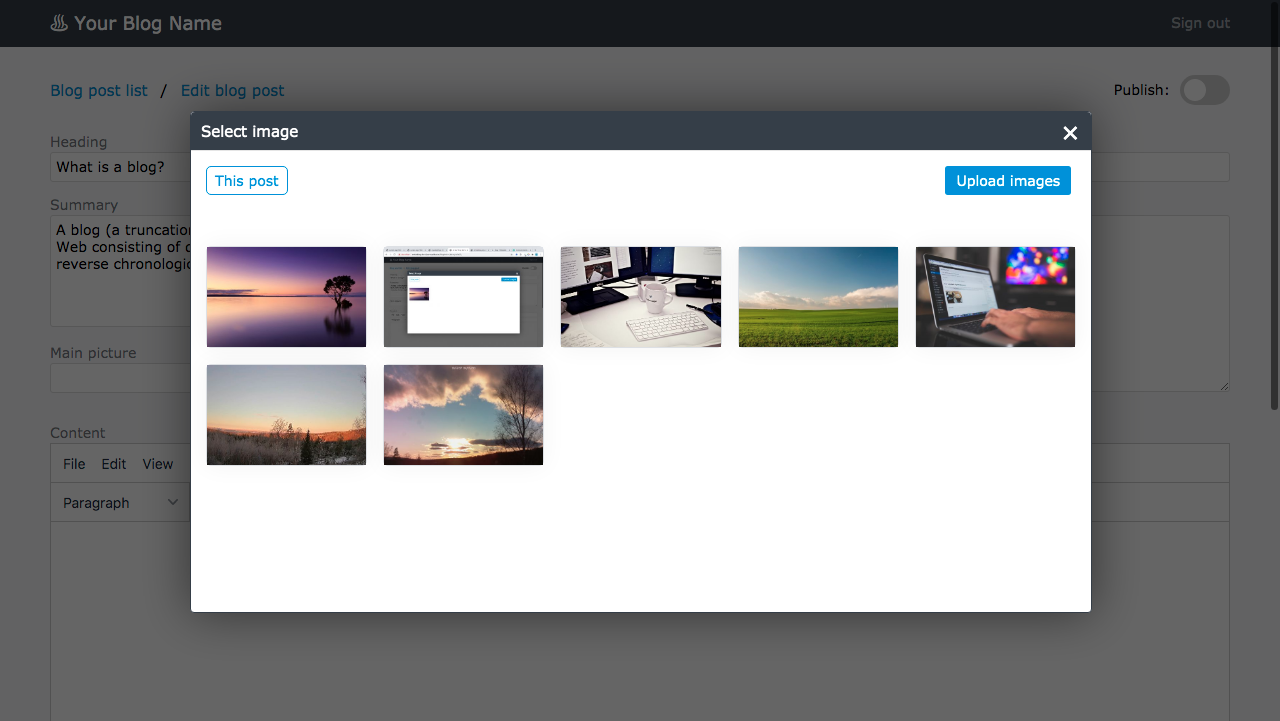 Your Blog Name
Sign out
Blog post list / Edit blog post
Publish:
Select image
Heading
What is a blog?
This post
Upload images
Summary
A blog (a truncation
Web consisting of
reverse chronologic
Main picture
Content
File Edit View
Paragraph